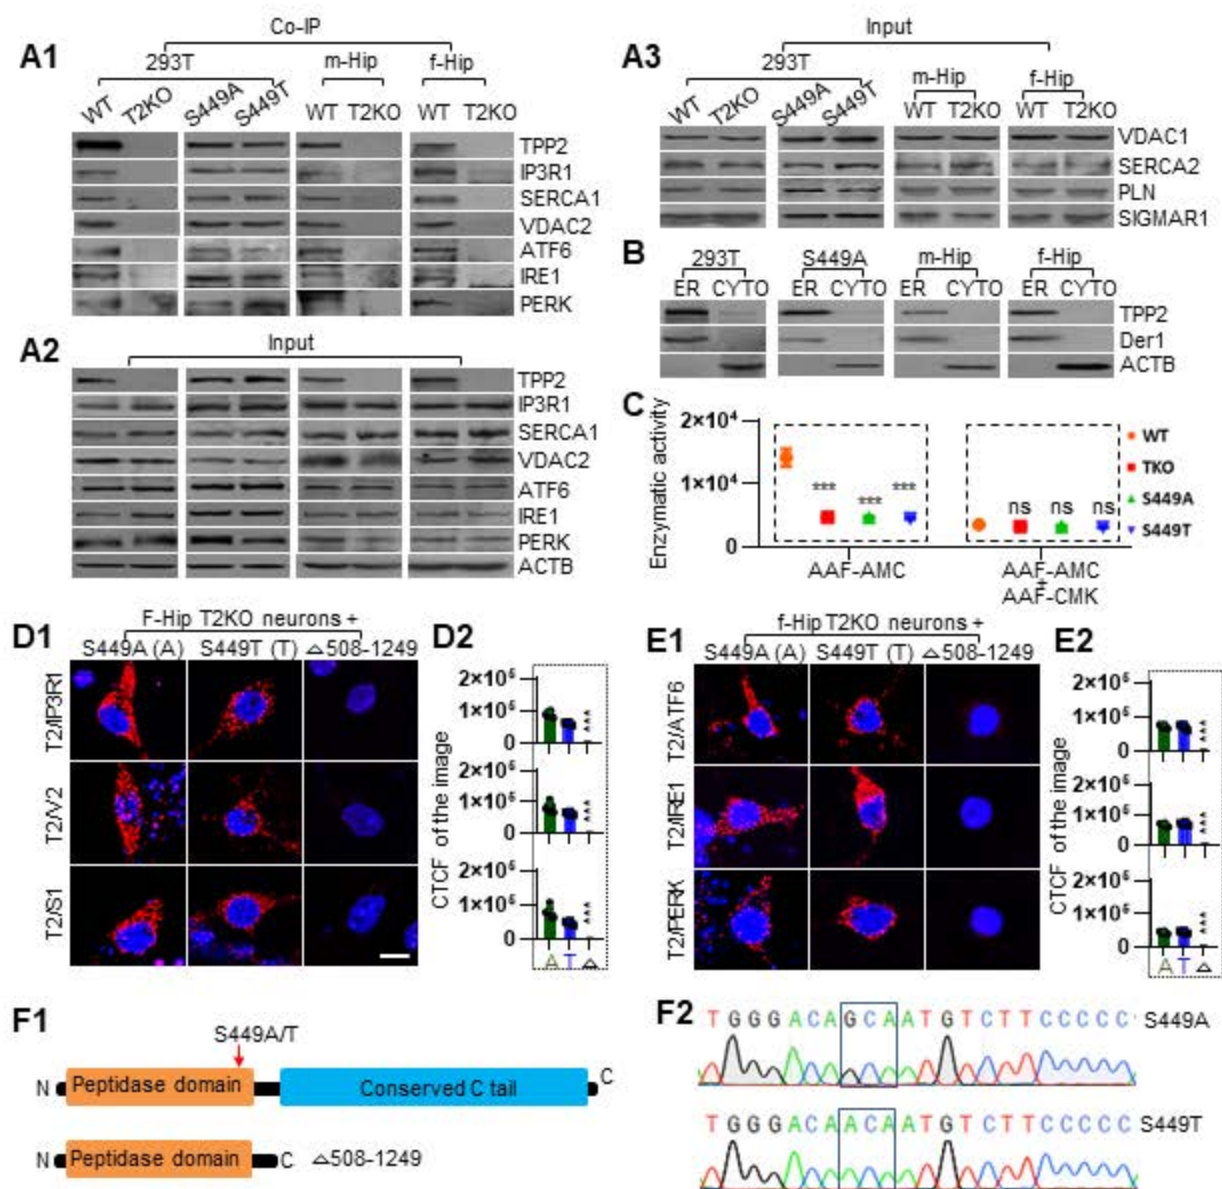 A1
Co-IP
293T
m-Hip
f-Hip
WT T2KO S449A S449T WT T2KO WT T2KO
TPP2
IP3R1
SERCA1
VDAC2
ATF6
IRE1
PERK
A2
Input
TPP2
IP3R1
SERCA1
VDAC2
ATF6
IRE1
PERK
ACTB
A3
Input
293T
m-Hip
f-Hip
WT T2KO S449A S449T WT T2KO WT T2KO
VDAC1
SERCA2
PLN
SIGMAR1
B
293T S449A m-Hip f-Hip
ER CYTO ER CYTO ER CYTO ER CYTO
TPP2
Der1
ACTB
C
Enzymatic activity
2×10⁴
1×10⁴
0
*** *** ***
ns ns ns
AAF-AMC
AAF-AMC
+
AAF-CMK
WT
TKO
S449A
S449T
D1
F-Hip T2KO neurons +
S449A (A) S449T (T) △508-1249
T2/IP3R1
T2/V2
T2/S1
D2
CTCF of the image
2×10⁵
1×10⁵
0
***
2×10⁵
1×10⁵
0
***
2×10⁵
1×10⁵
0
***
A T △
E1
f-Hip T2KO neurons +
S449A (A) S449T (T) △508-1249
T2/ATF6
T2/IRE1
T2/PERK
E2
CTCF of the image
2×10⁵
1×10⁵
0
***
2×10⁵
1×10⁵
0
***
2×10⁵
1×10⁵
0
***
A T △
F1
S449A/T
N Peptidase domain Conserved C tail C
N Peptidase domain C △508-1249
F2
T G G G A C A G C A A T G T C T T C C C C C S449A
T G G G A C A A C A A T G T C T T C C C C C S449T